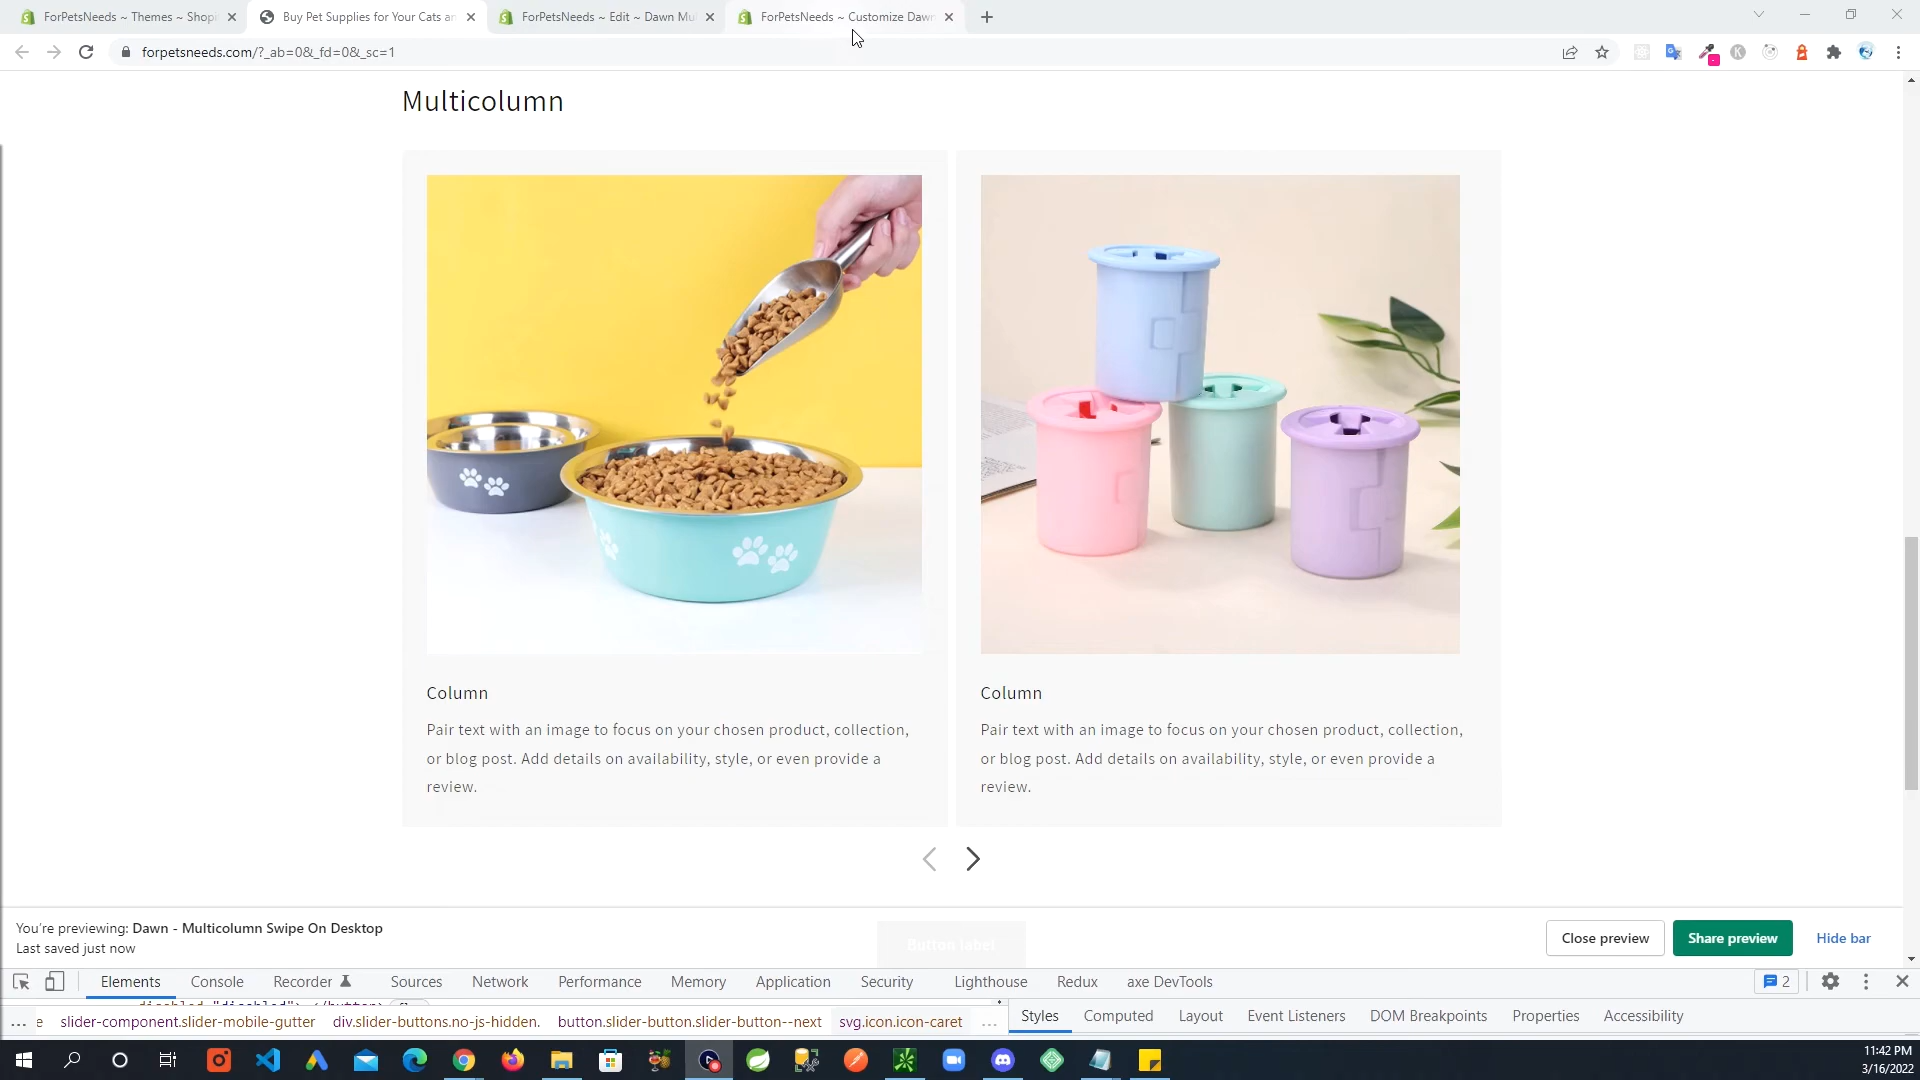 ForPetsNeeds ~ Themes ~ Shopi
Buy Pet Supplies for Your Cats an
ForPetsNeeds ~ Edit ~ Dawn Mul
ForPetsNeeds ~ Customize Dawn
forpetsneeds.com/?_ab=0&_fd=0&_sc=1
Multicolumn
Column
Pair text with an image to focus on your chosen product, collection,
or blog post. Add details on availability, style, or even provide a
review.
Column
Pair text with an image to focus on your chosen product, collection,
or blog post. Add details on availability, style, or even provide a
review.
You're previewing: Dawn - Multicolumn Swipe On Desktop
Last saved just now
Button label
Close preview
Share preview
Hide bar
Elements Console Recorder Sources Network Performance Memory Application Security Lighthouse Redux axe DevTools 2
... e slider-component.slider-mobile-gutter div.slider-buttons.no-js-hidden. button.slider-button.slider-button--next svg.icon.icon-caret ...
Styles Computed Layout Event Listeners DOM Breakpoints Properties Accessibility
11:42 PM
3/16/2022